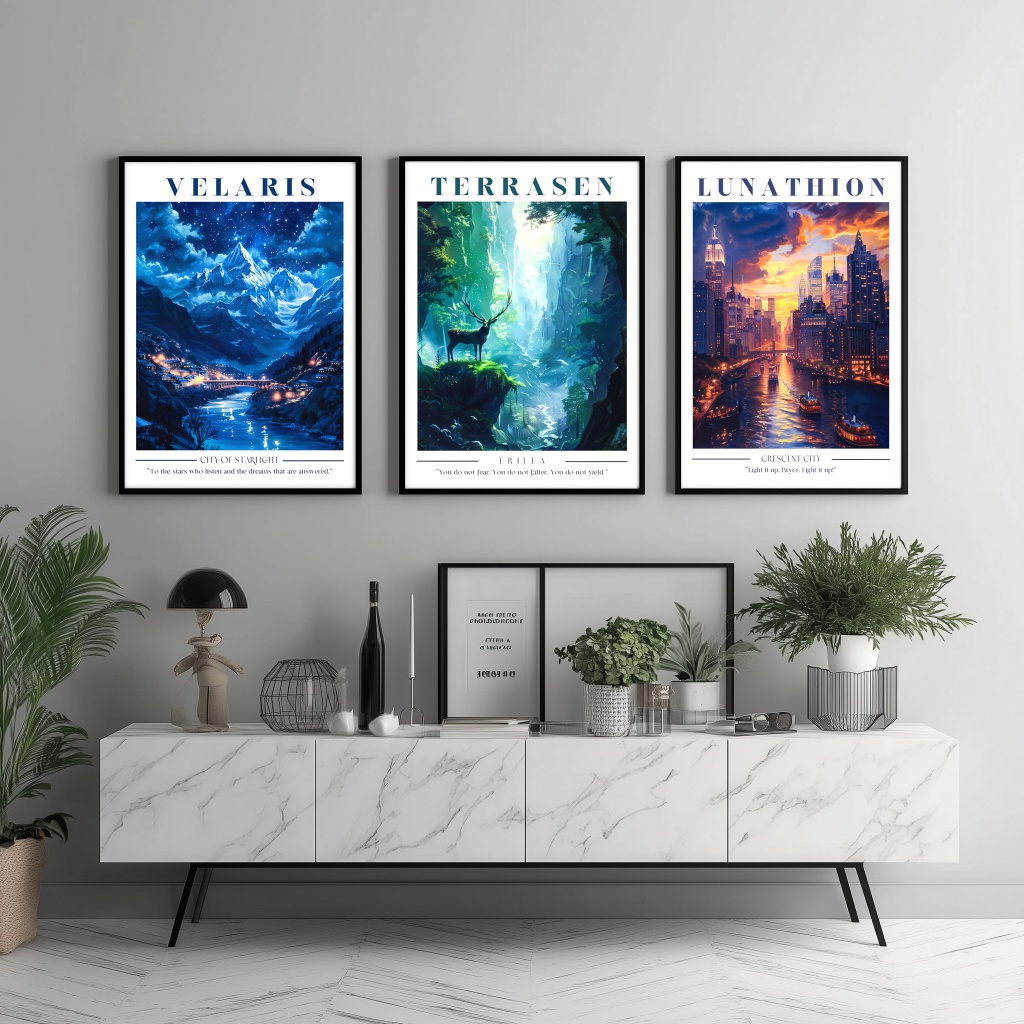 VELARIS
CITY OF STARLIGHT
"To the stars who listen and the dreams that are answered."
TERRASEN
ERILEA
"You do not fear. You do not falter. You do not yield."
LUNATHION
CRESCENT CITY
"Light it up, Bryce. Light it up!"